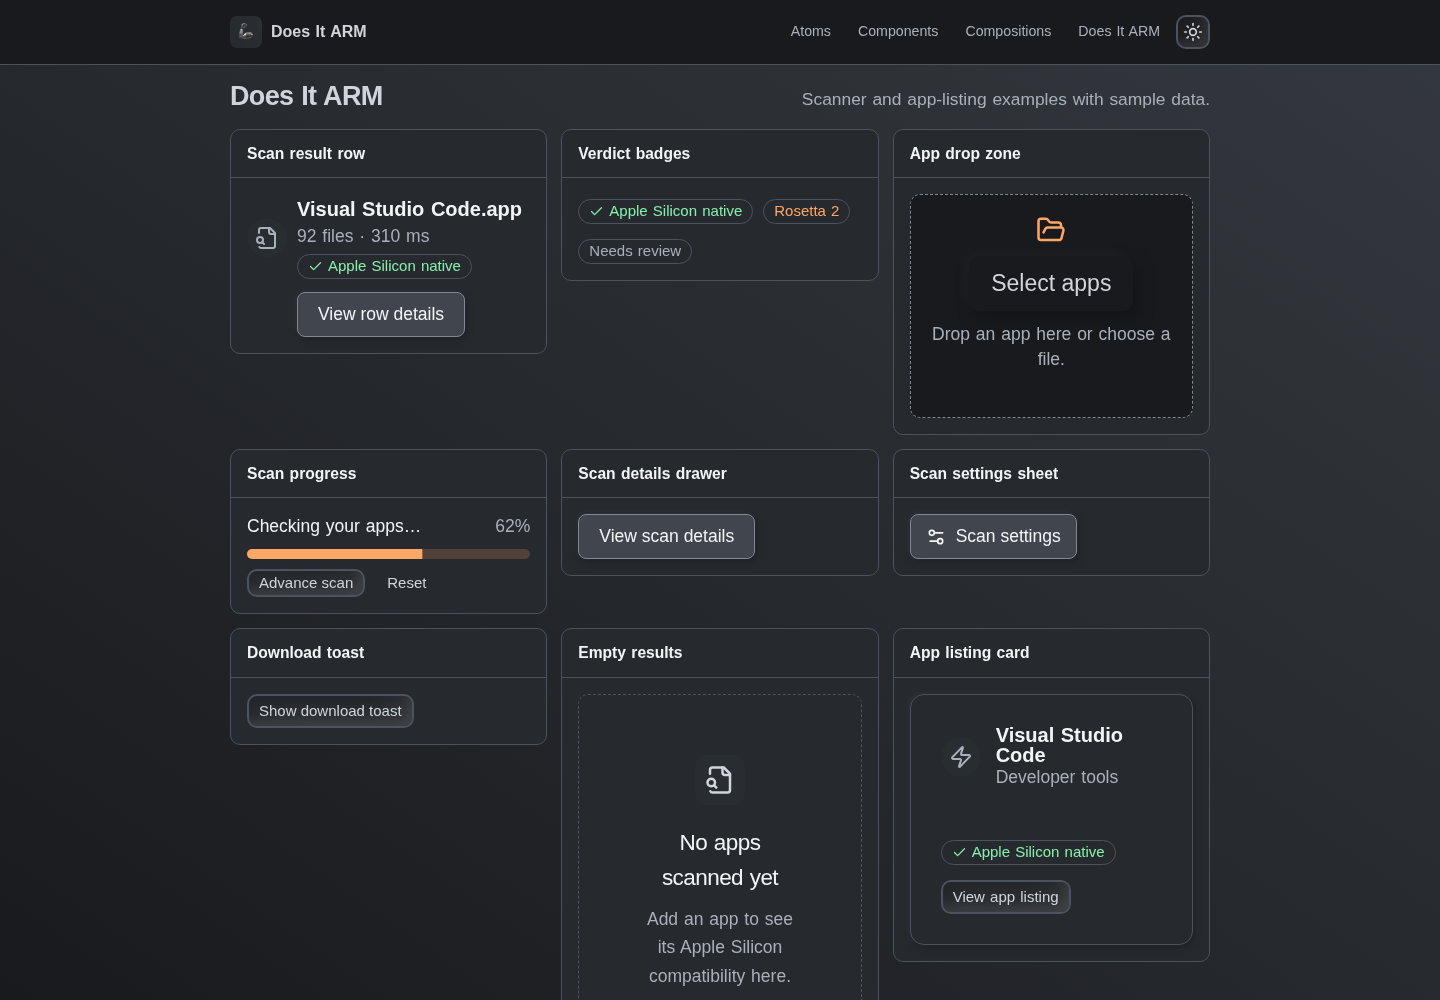 Does It ARM
Atoms
Components
Compositions
Does It ARM
Does It ARM
Scanner and app-listing examples with sample data.
Scan result row
Visual Studio Code.app
92 files · 310 ms
Apple Silicon native
View row details
Verdict badges
Apple Silicon native
Rosetta 2
Needs review
App drop zone
Select apps
Drop an app here or choose a
file.
Scan progress
Checking your apps…
62%
Advance scan
Reset
Scan details drawer
View scan details
Scan settings sheet
Scan settings
Download toast
Show download toast
Empty results
No apps
scanned yet
Add an app to see
its Apple Silicon
compatibility here.
App listing card
Visual Studio
Code
Developer tools
Apple Silicon native
View app listing